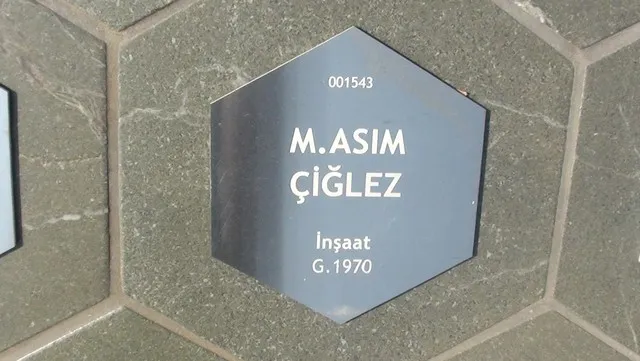 001543
M.ASIM
ÇİĞLEZ
İnşaat
G.1970